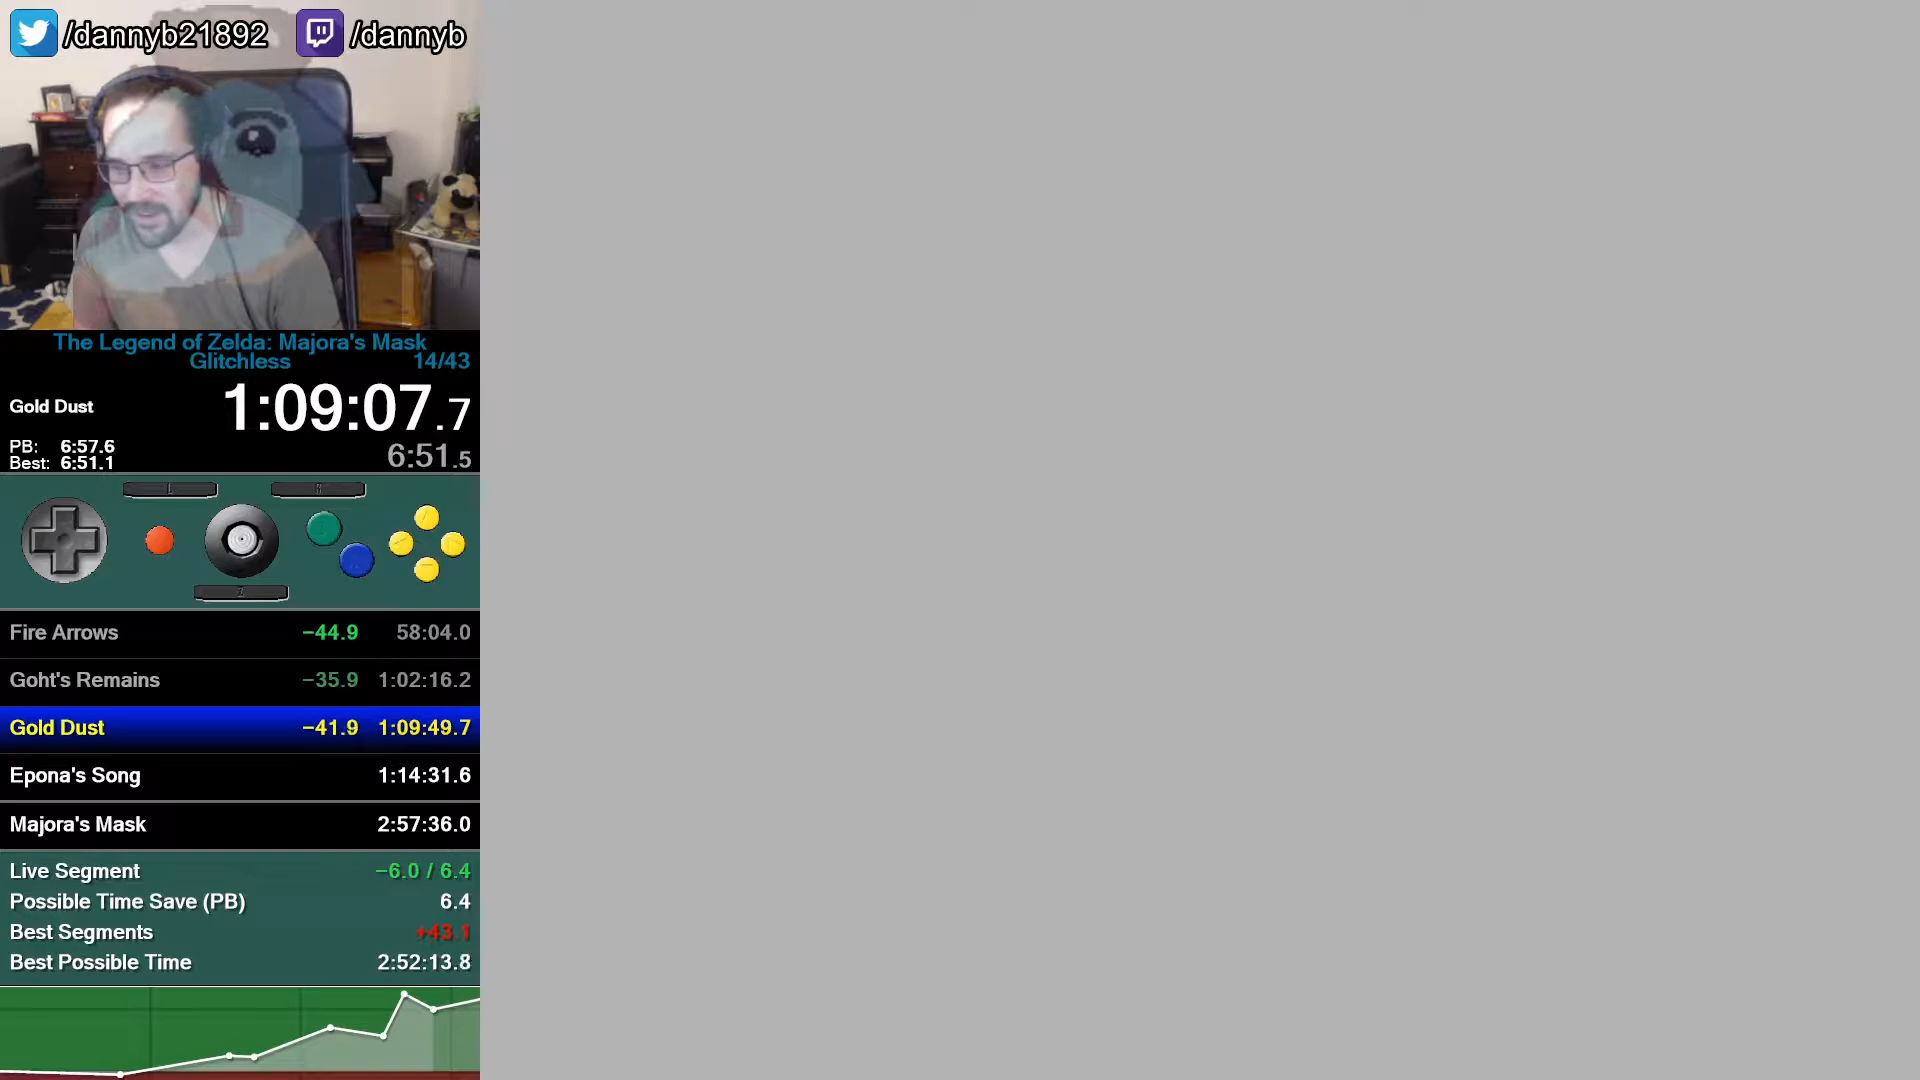 /dannyb21892 /dannyb
The Legend of Zelda: Majora's Mask
Glitchless 14/43
Gold Dust 1:09:07.7
PB: 6:57.6
Best: 6:51.1 6:51.5
L
R
Z
Fire Arrows −44.9 58:04.0
Goht's Remains −35.9 1:02:16.2
Gold Dust −41.9 1:09:49.7
Epona's Song 1:14:31.6
Majora's Mask 2:57:36.0
Live Segment −6.0 / 6.4
Possible Time Save (PB) 6.4
Best Segments +43.1
Best Possible Time 2:52:13.8